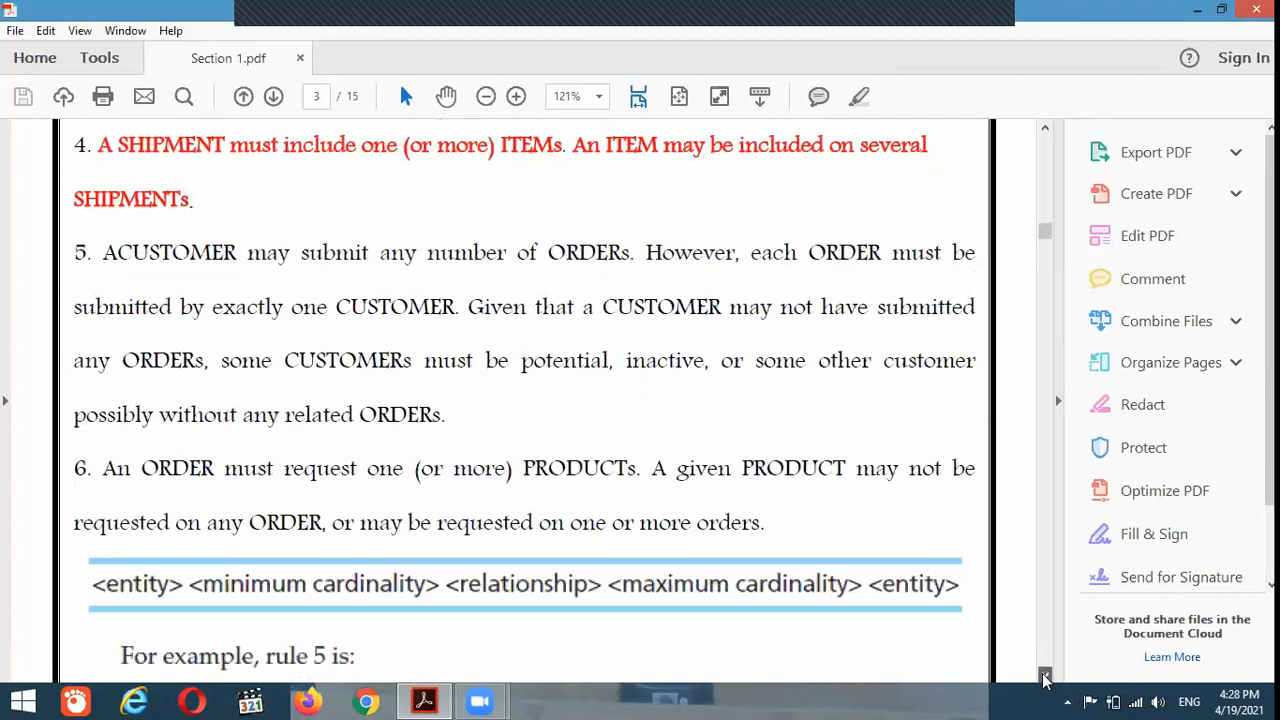 File Edit View Window Help
Home Tools Section 1.pdf × Sign In
3 / 15 121%
4. A SHIPMENT must include one (or more) ITEMs. An ITEM may be included on several
SHIPMENTs.
5. ACUSTOMER may submit any number of ORDERs. However, each ORDER must be
submitted by exactly one CUSTOMER. Given that a CUSTOMER may not have submitted
any ORDERs, some CUSTOMERs must be potential, inactive, or some other customer
possibly without any related ORDERs.
6. An ORDER must request one (or more) PRODUCTs. A given PRODUCT may not be
requested on any ORDER, or may be requested on one or more orders.
<entity> <minimum cardinality> <relationship> <maximum cardinality> <entity>
For example, rule 5 is:
Export PDF
Create PDF
Edit PDF
Comment
Combine Files
Organize Pages
Redact
Protect
Optimize PDF
Fill & Sign
Send for Signature
Store and share files in the
Document Cloud
Learn More
321
ENG
4:28 PM
4/19/2021